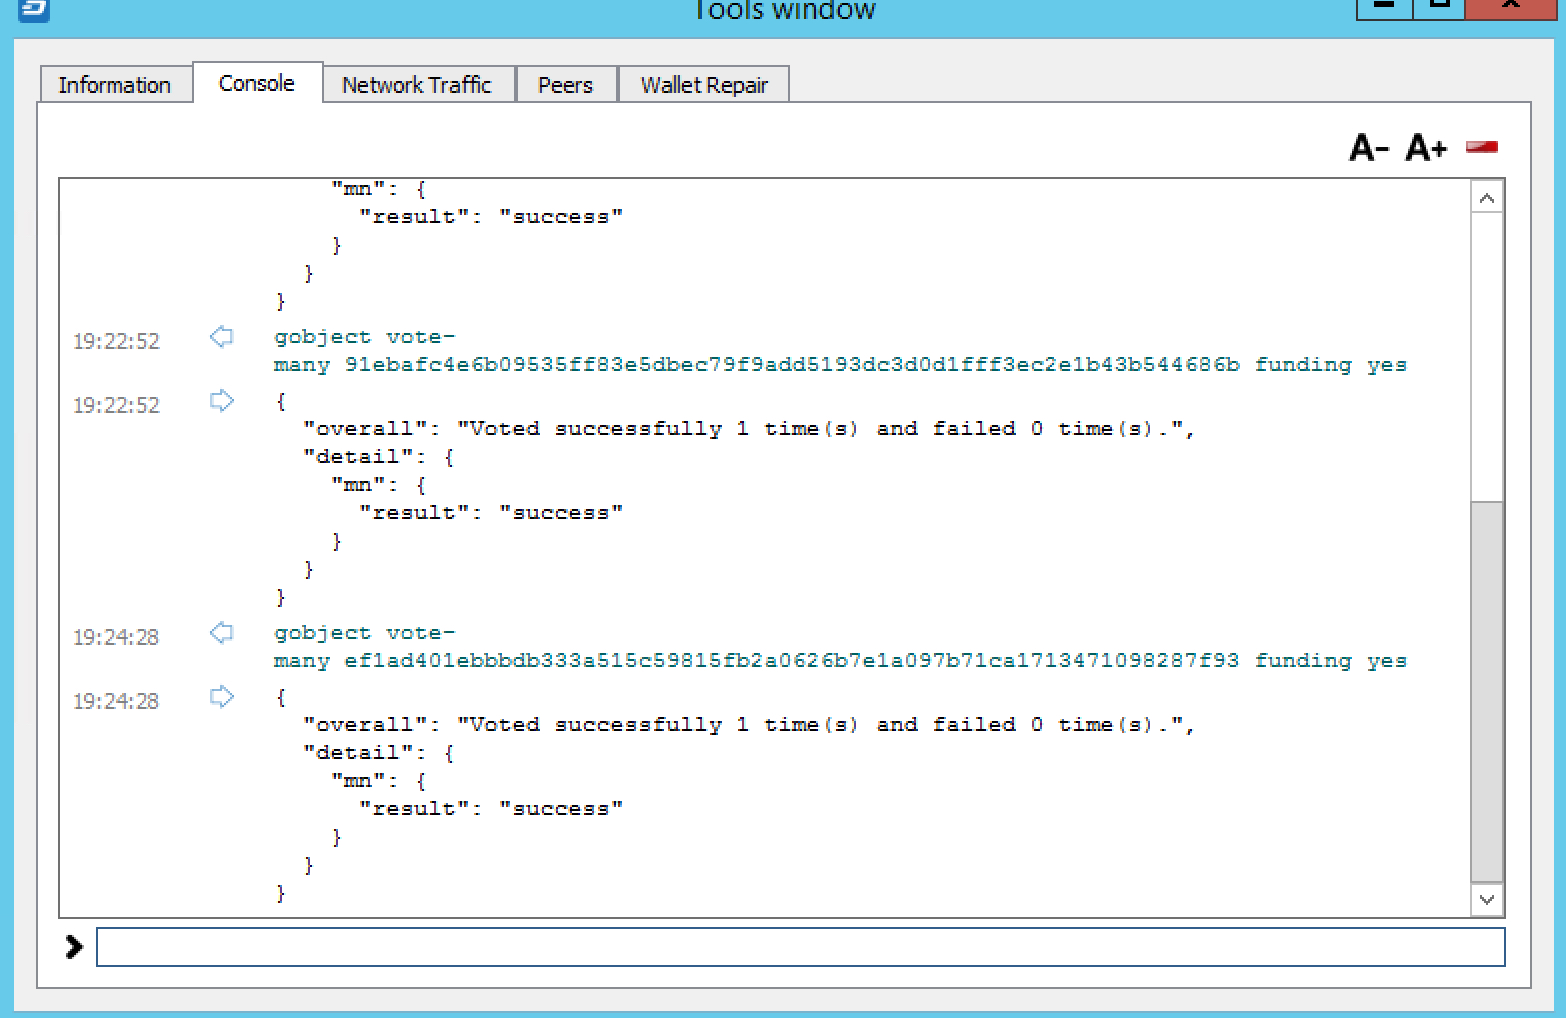 Tools window
Information Console Network Traffic Peers Wallet Repair
A- A+
"mn": {
"result": "success"
}
}
}
19:22:52 gobject vote-
many 91ebafc4e6b09535ff83e5dbec79f9add5193dc3d0d1fff3ec2e1b43b544686b funding yes
19:22:52 {
"overall": "Voted successfully 1 time(s) and failed 0 time(s).",
"detail": {
"mn": {
"result": "success"
}
}
}
19:24:28 gobject vote-
many ef1ad401ebbbdb333a515c59815fb2a0626b7e1a097b71ca1713471098287f93 funding yes
19:24:28 {
"overall": "Voted successfully 1 time(s) and failed 0 time(s).",
"detail": {
"mn": {
"result": "success"
}
}
}